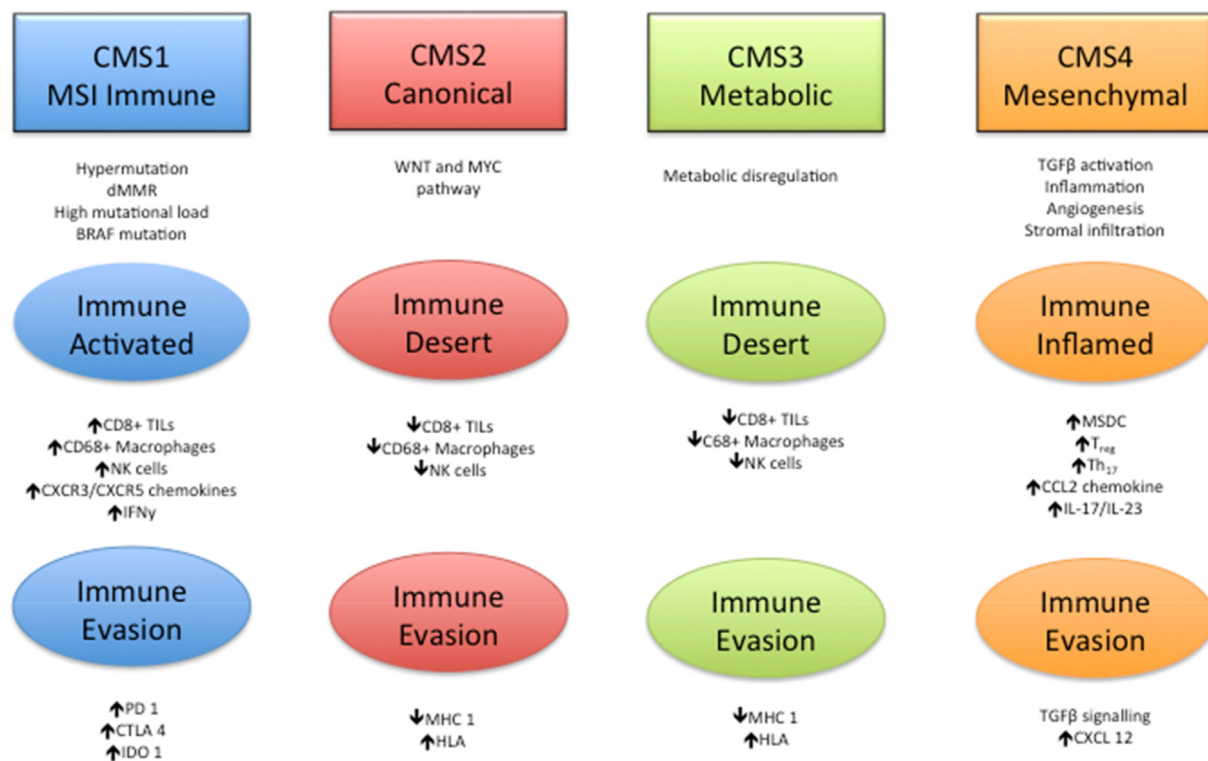 CMS1
MSI Immune
CMS2
Canonical
CMS3
Metabolic
CMS4
Mesenchymal
Hypermutation
dMMR
High mutational load
BRAF mutation
WNT and MYC
pathway
Metabolic disregulation
TGFβ activation
Inflammation
Angiogenesis
Stromal infiltration
Immune
Activated
Immune
Desert
Immune
Desert
Immune
Inflamed
↑CD8+ TILs
↑CD68+ Macrophages
↑NK cells
↑CXCR3/CXCR5 chemokines
↑IFNy
↓CD8+ TILs
↓CD68+ Macrophages
↓NK cells
↓CD8+ TILs
↓C68+ Macrophages
↓NK cells
↑MSDC
↑Treg
↑Th17
↑CCL2 chemokine
↑IL-17/IL-23
Immune
Evasion
Immune
Evasion
Immune
Evasion
Immune
Evasion
↑PD 1
↑CTLA 4
↑IDO 1
↓MHC 1
↑HLA
↓MHC 1
↑HLA
TGFβ signalling
↑CXCL 12